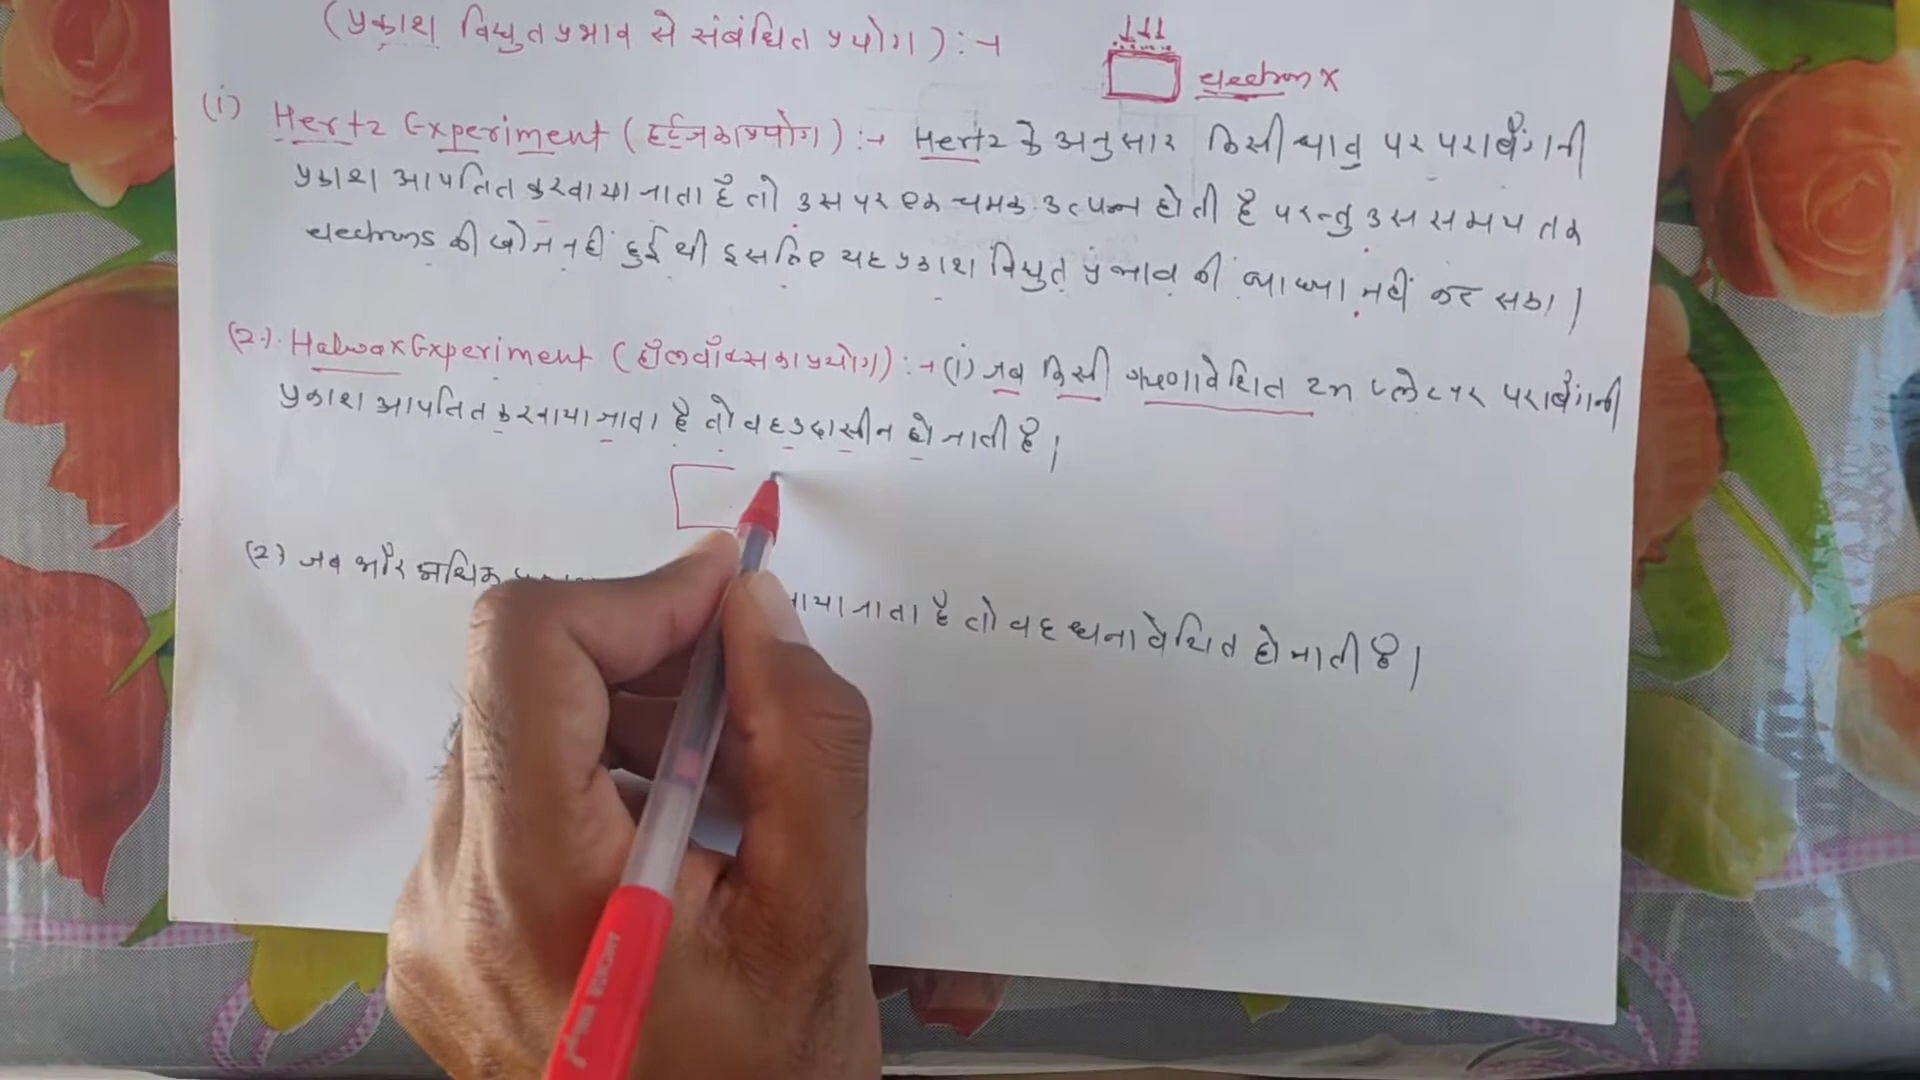 (प्रकाश विद्युत प्रभाव से संबंधित प्रयोग) :→
electron x
(i) Hertz Experiment (हर्टज का प्रयोग) :→ Hertz के अनुसार किसी धातु पर पराबैंगनी
प्रकाश आपतित करवाया जाता है तो उस पर एक चमक उत्पन्न होती है परन्तु उस समय तक
electrons की खोज नहीं हुई थी इसलिए यह प्रकाश विद्युत प्रभाव की व्याख्या नहीं कर सका।
(2.) Halwax Experiment (हॉलवॉक्स का प्रयोग) :→ (i) जब किसी ऋणावेशित Zn प्लेट पर पराबैंगनी
प्रकाश आपतित करवाया जाता है तो वह उदासीन हो जाती है।
(2) जब और अधिक
वाया जाता है तो वह धनावेशित हो जाती है।